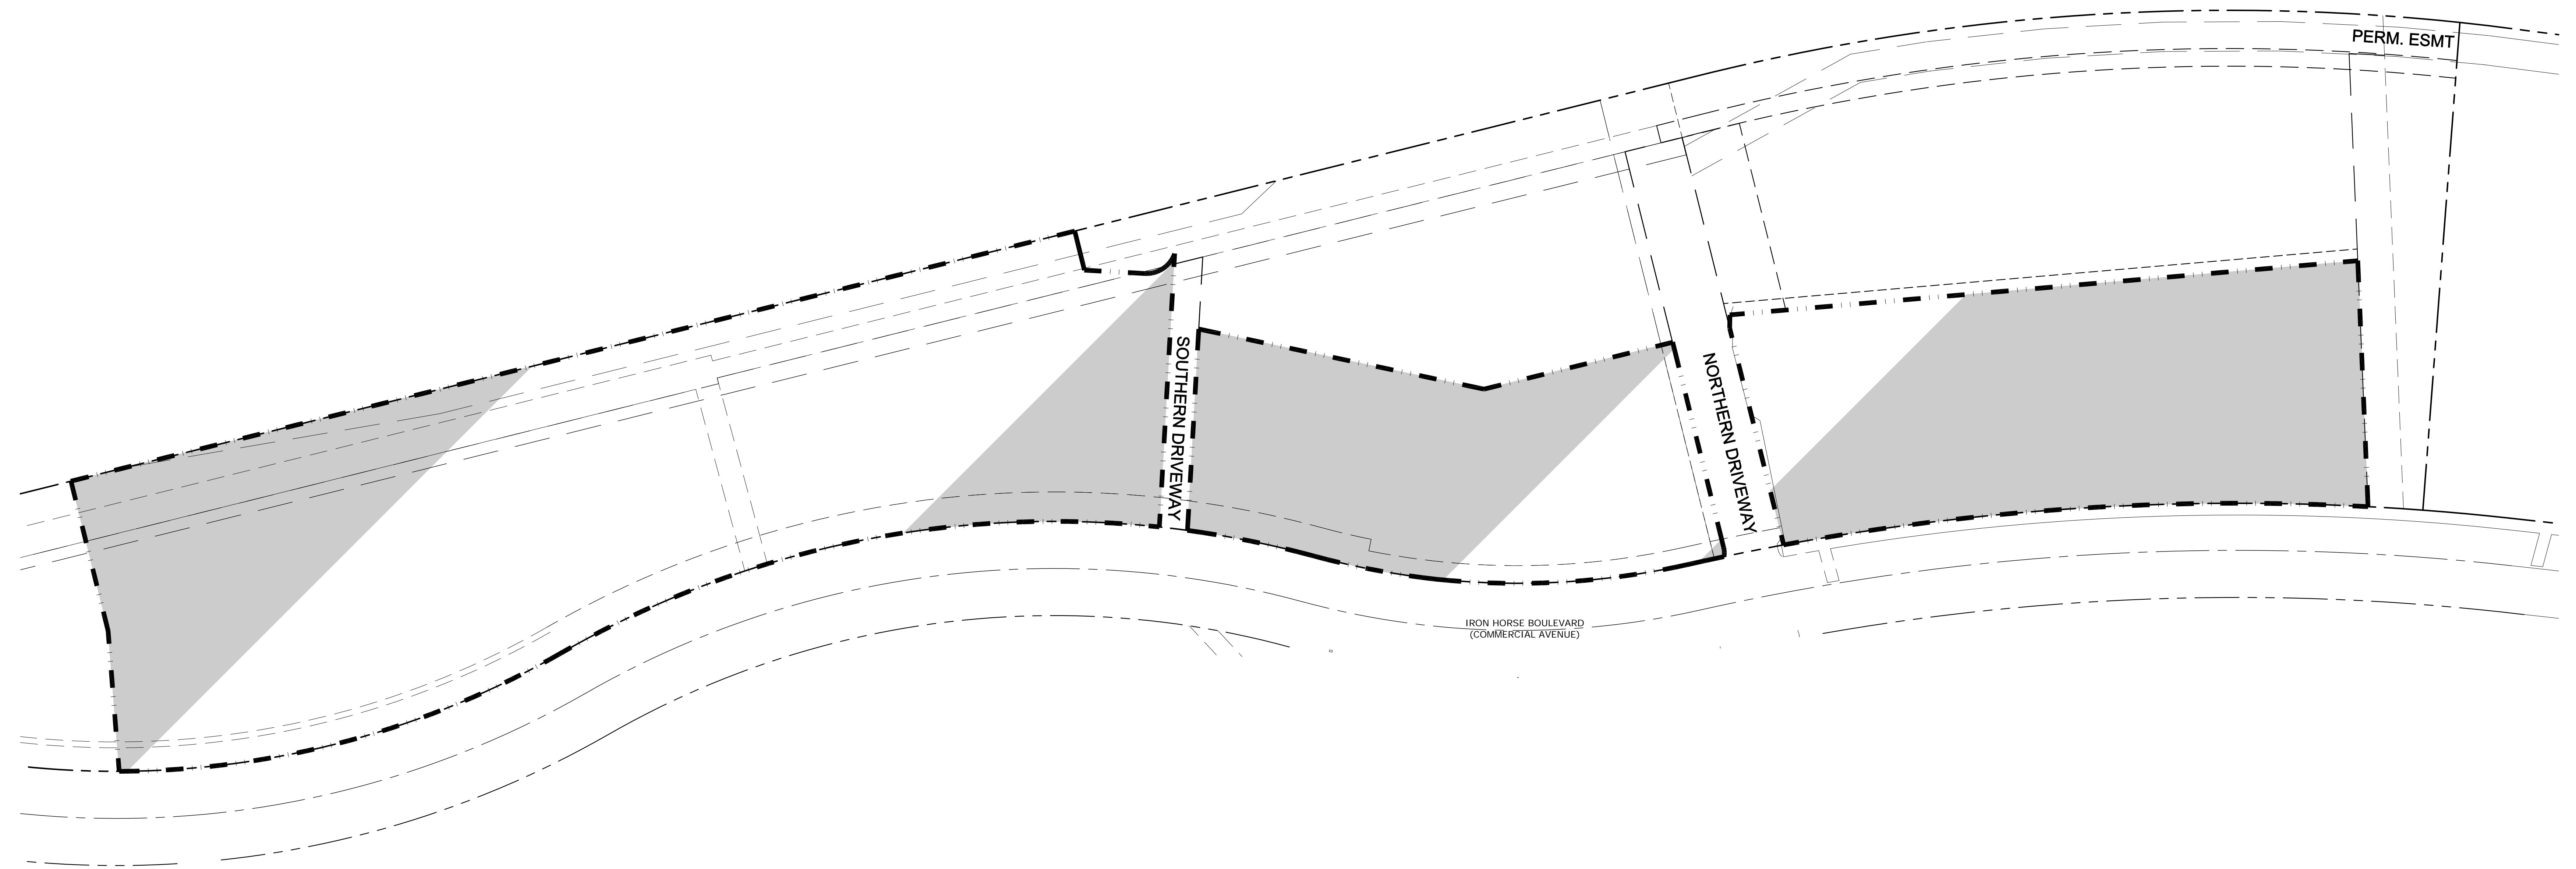 PERM. ESMT
SOUTHERN DRIVEWAY
NORTHERN DRIVEWAY
IRON HORSE BOULEVARD
(COMMERCIAL AVENUE)